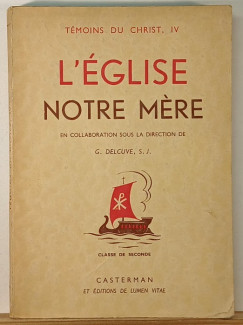 TÉMOINS DU CHRIST, IV
L'ÉGLISE
NOTRE MÈRE
EN COLLABORATION SOUS LA DIRECTION DE
G. DELCUVE, S. J.
CLASSE DE SECONDE
CASTERMAN
ET ÉDITIONS DE LUMEN VITAE